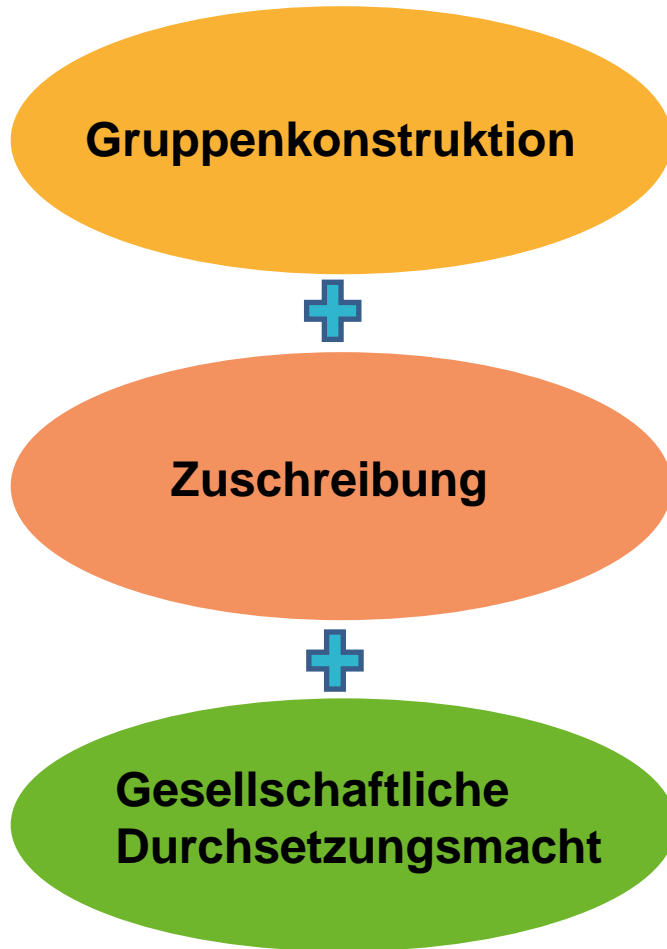 Gruppenkonstruktion
Zuschreibung
Gesellschaftliche
Durchsetzungsmacht